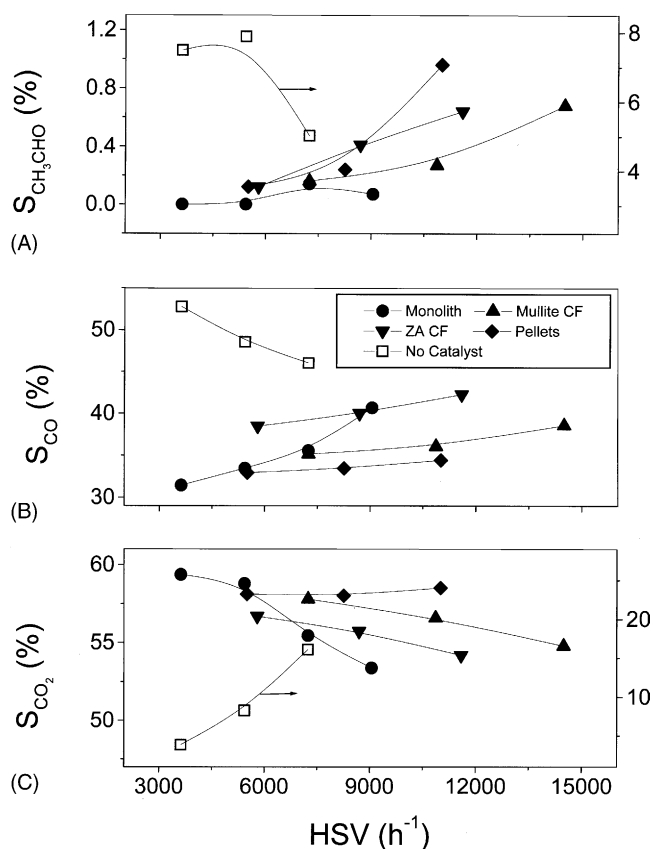 1.2
0.8
0.4
0.0
8
6
4
S_CH₃CHO (%)
(A)
Monolith
Mullite CF
ZA CF
Pellets
No Catalyst
50
40
30
S_CO (%)
(B)
60
55
50
20
10
S_CO₂ (%)
(C)
3000 6000 9000 12000 15000
HSV (h⁻¹)